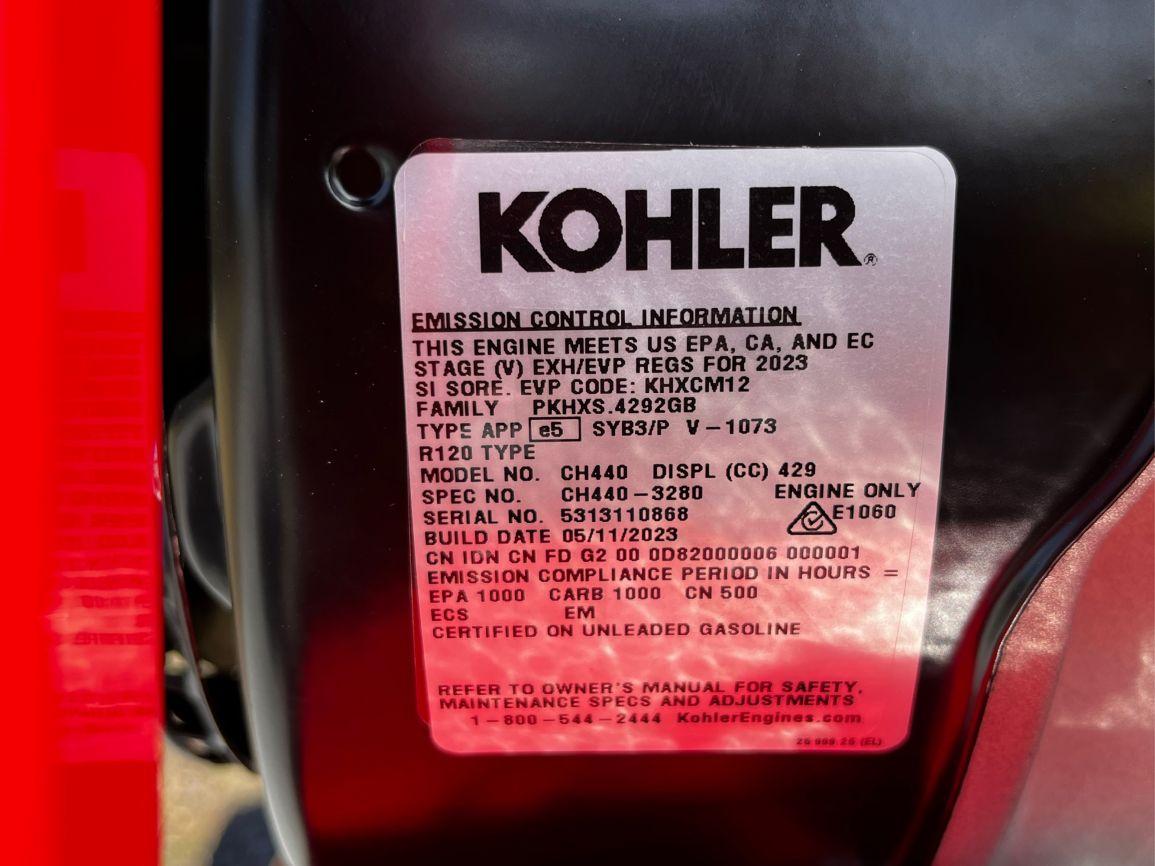 KOHLER®
EMISSION CONTROL INFORMATION
THIS ENGINE MEETS US EPA, CA, AND EC
STAGE (V) EXH/EVP REGS FOR 2023
SI SORE. EVP CODE: KHXCM12
FAMILY PKHXS.4292GB
TYPE APP e5 SYB3/P V-1073
R120 TYPE
MODEL NO. CH440 DISPL (CC) 429
SPEC NO. CH440-3280 ENGINE ONLY
SERIAL NO. 5313110868 E1060
BUILD DATE 05/11/2023
CN IDN CN FD G2 00 0D82000006 000001
EMISSION COMPLIANCE PERIOD IN HOURS =
EPA 1000 CARB 1000 CN 500
ECS EM
CERTIFIED ON UNLEADED GASOLINE
REFER TO OWNER'S MANUAL FOR SAFETY,
MAINTENANCE SPECS AND ADJUSTMENTS
1-800-544-2444 KohlerEngines.com
(EL)